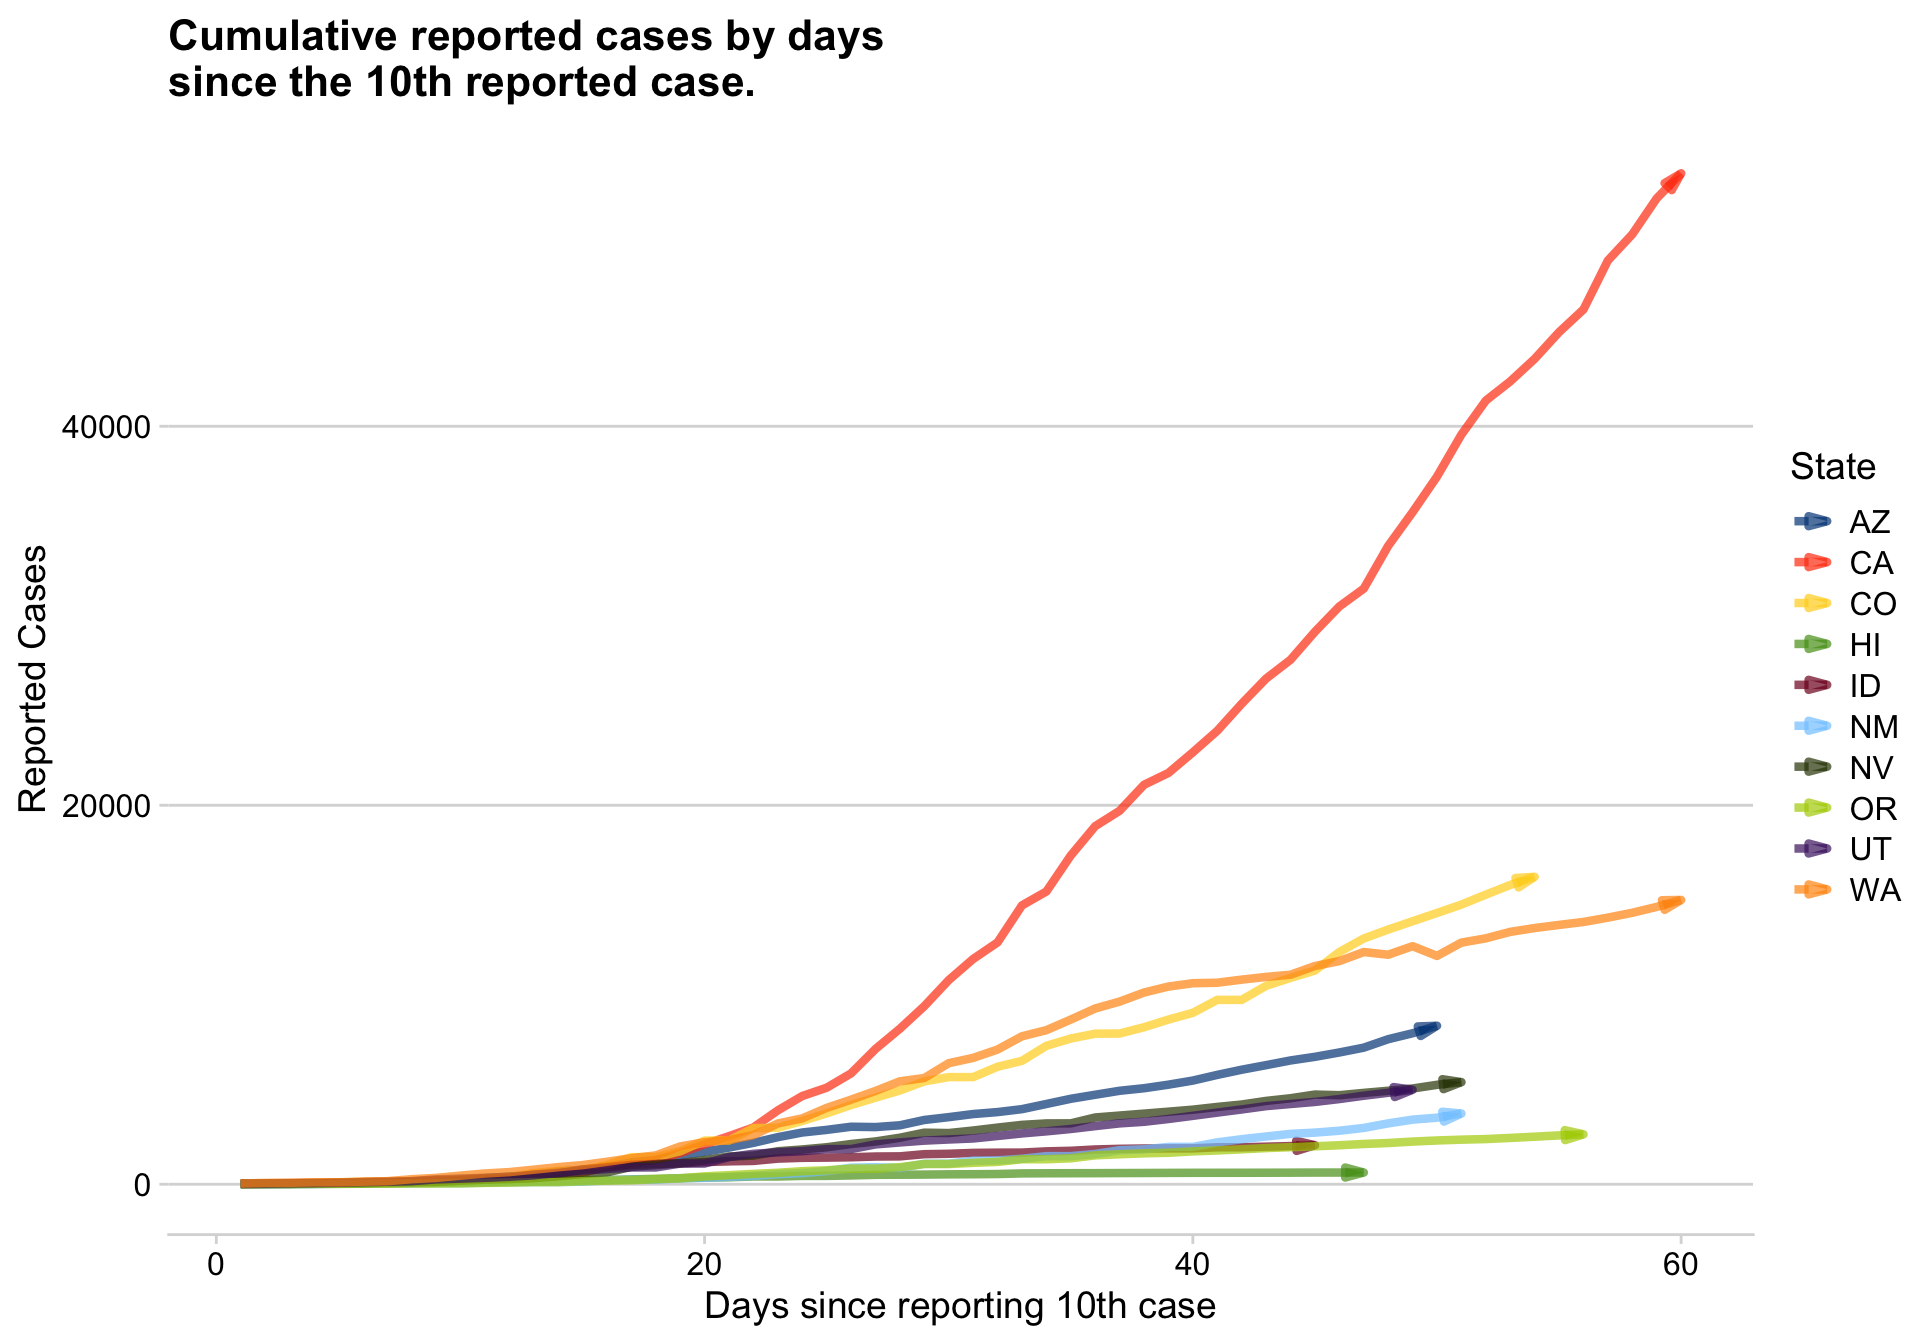 Cumulative reported cases by days
since the 10th reported case.
Reported Cases
40000
20000
0
0
20
40
60
Days since reporting 10th case
State
AZ
CA
CO
HI
ID
NM
NV
OR
UT
WA